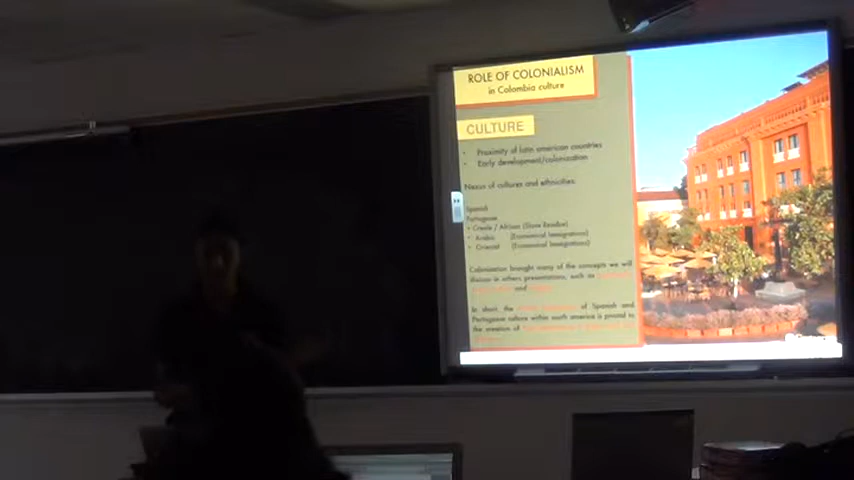 ROLE OF COLONIALISM
in Colombia culture
CULTURE
• Proximity of latin american countries
• Early development/colonization
Nexus of cultures and ethnicities:
Spanish
Portuguese
• Creole / African (Slave Resedue)
• Arabic (Economical Immigrations)
• Oriental (Economical Immigrations)
Colonization brought many of the concepts we will
discuss in others presentations, such as
and
In short, the of Spanish and
Portuguese culture within south america is pivotal to
the creation of